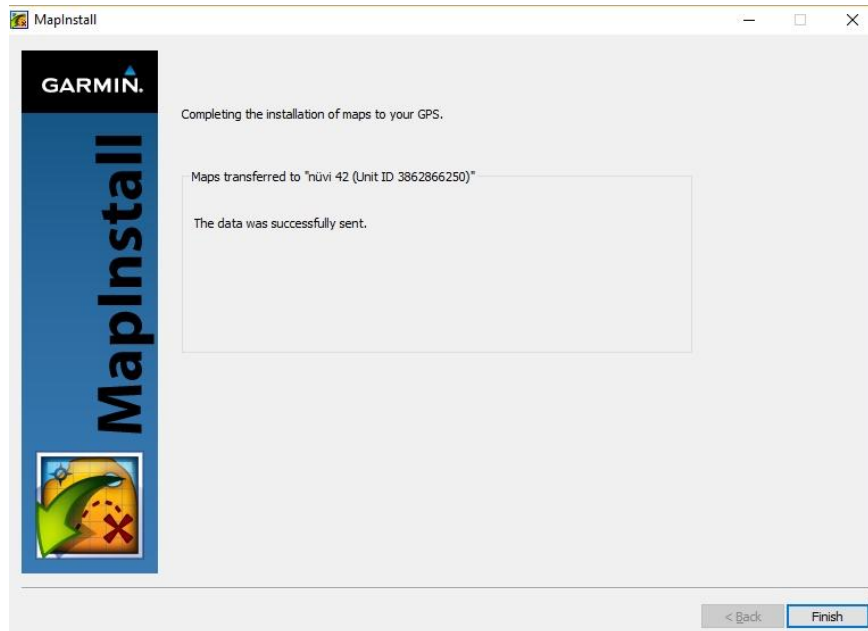 MapInstall
GARMIN.
MapInstall
Completing the installation of maps to your GPS.
Maps transferred to "nüvi 42 (Unit ID 3862866250)"
The data was successfully sent.
< Back
Finish